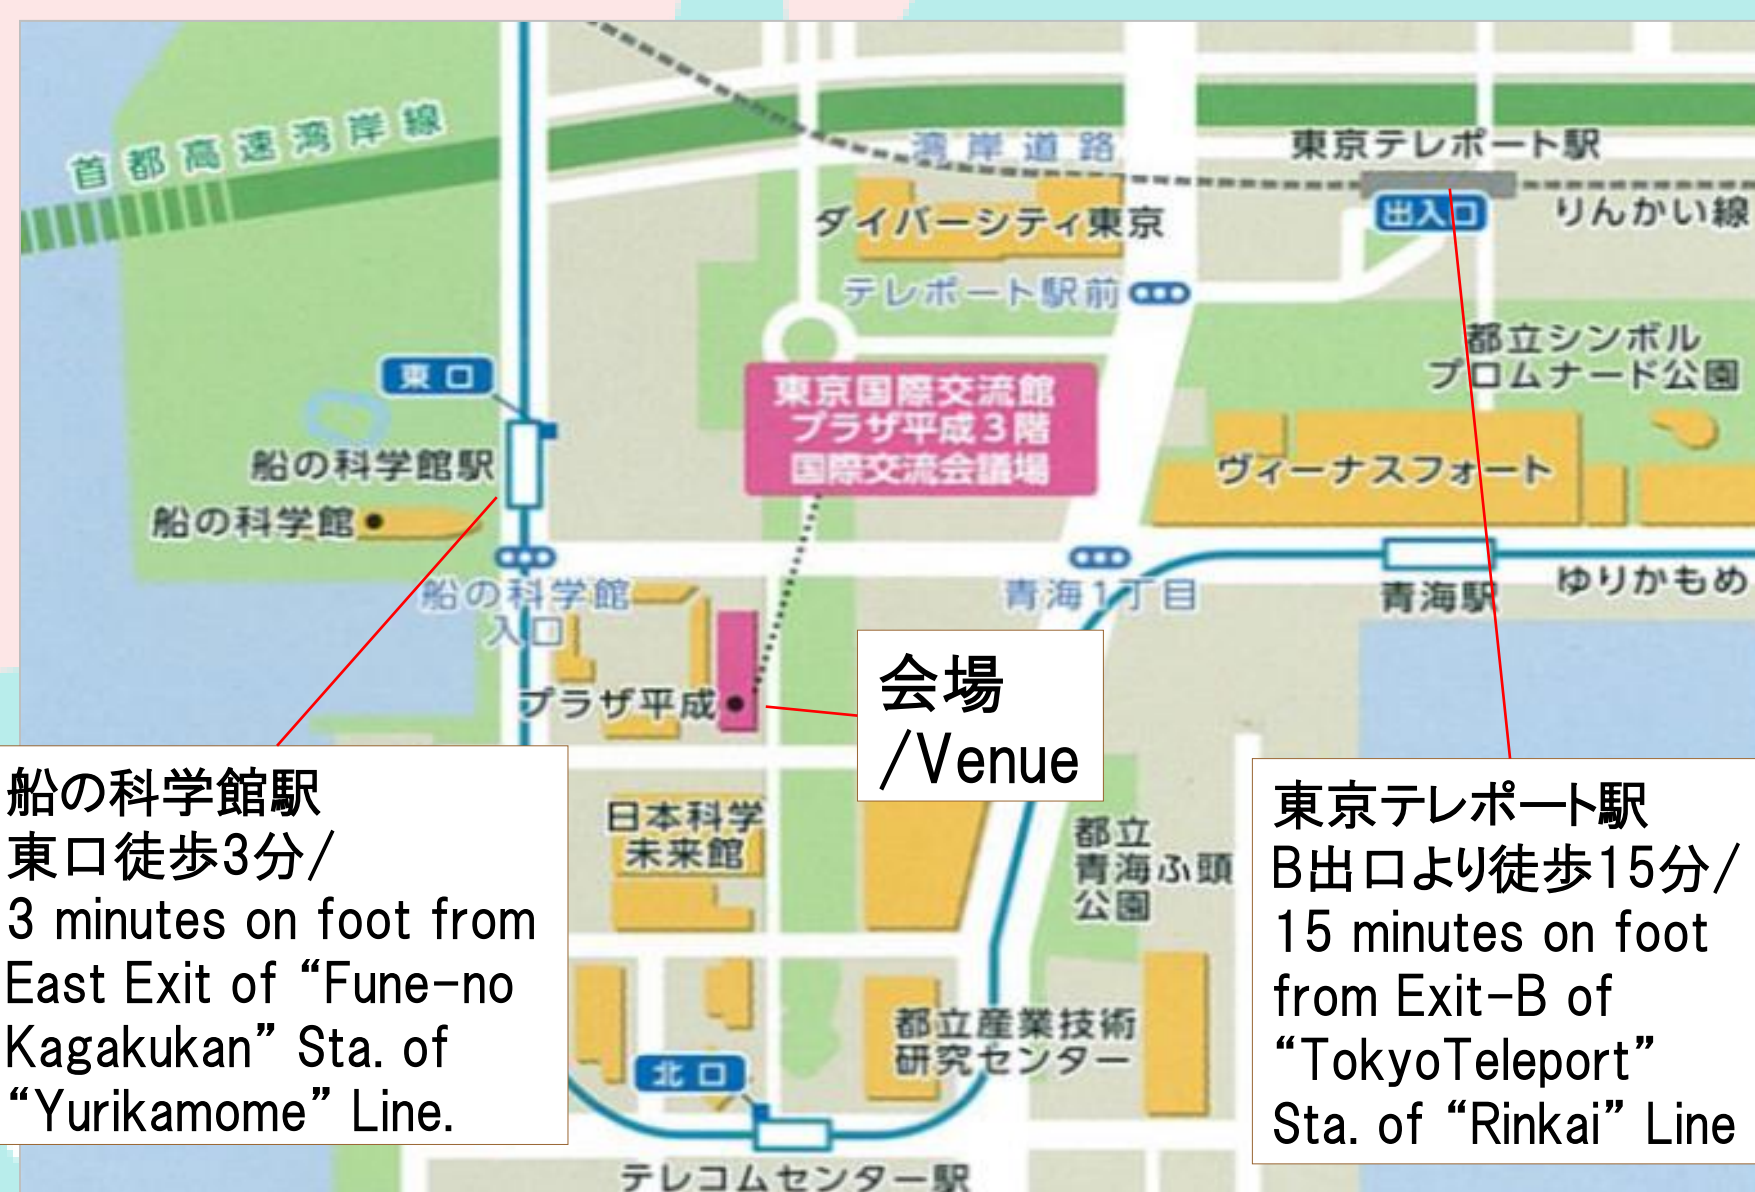 首都高速湾岸線
湾岸道路
東京テレポート駅
出入口
りんかい線
ダイバーシティ東京
テレポート駅前
都立シンボル
プロムナード公園
東口
東京国際交流館
プラザ平成3階
国際交流会議場
船の科学館駅
ヴィーナスフォート
船の科学館
船の科学館
入口
青海1丁目
青海駅
ゆりかもめ
プラザ平成
会場
/Venue
船の科学館駅
東口徒歩3分/
3 minutes on foot from
East Exit of “Fune-no
Kagakukan” Sta. of
“Yurikamome” Line.
日本科学
未来館
都立
青海ふ頭
公園
東京テレポート駅
B出口より徒歩15分/
15 minutes on foot
from Exit-B of
“TokyoTeleport”
Sta. of “Rinkai” Line
都立産業技術
研究センター
北口
テレコムセンター駅